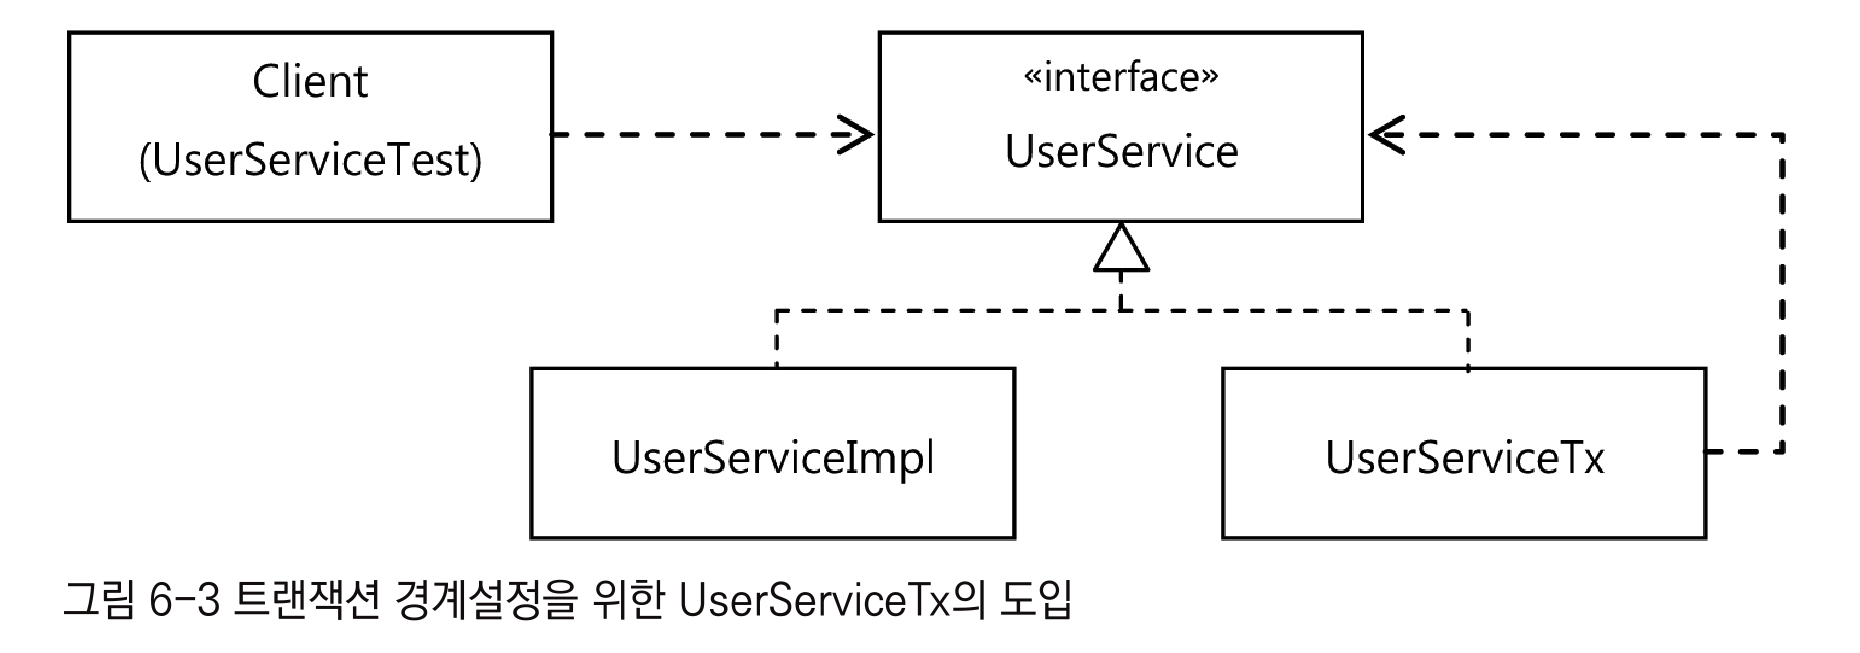 Client
(UserServiceTest)
«interface»
UserService
UserServiceImpl
UserServiceTx
그림 6-3 트랜잭션 경계설정을 위한 UserServiceTx의 도입